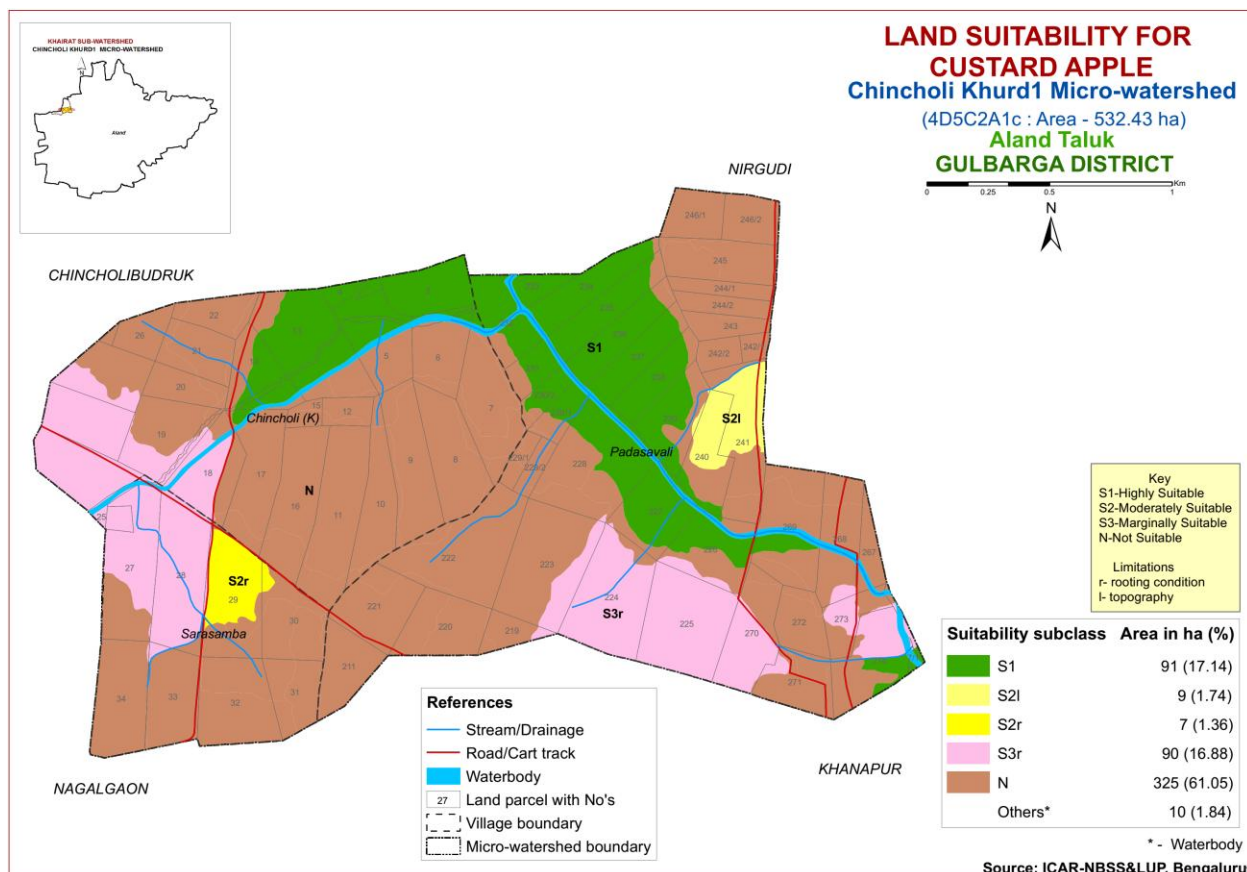 KHAIRAT SUB-WATERSHED
CHINCHOLI KHURD1 MICRO-WATERSHED
N
Aland
LAND SUITABILITY FOR
CUSTARD APPLE
Chincholi Khurd1 Micro-watershed
(4D5C2A1c : Area - 532.43 ha)
Aland Taluk
GULBARGA DISTRICT
0 0.25 0.5 1 Km
N
NIRGUDI
CHINCHOLIBUDRUK
246/1 246/2
245
244/1
244/2
243
242/2
22
26
21
20
19
S1
5 6
7
15 12
Chincholi (K)
18 17
N
16 11 10 9 8
229/1
229/2
228
Padasavali
S2l
240 241
25
27 28
S2r
29
Sarasamba
30
222 223
221
220
219
211
S3r
224
225
270
269 268 267
272 273
271
34 33 32 31
NAGALGAON
KHANAPUR
Key
S1-Highly Suitable
S2-Moderately Suitable
S3-Marginally Suitable
N-Not Suitable
Limitations
r- rooting condition
l- topography
Suitability subclass Area in ha (%)
S1 91 (17.14)
S2l 9 (1.74)
S2r 7 (1.36)
S3r 90 (16.88)
N 325 (61.05)
Others* 10 (1.84)
* - Waterbody
Source: ICAR-NBSS&LUP, Bengaluru
References
Stream/Drainage
Road/Cart track
Waterbody
27 Land parcel with No's
Village boundary
Micro-watershed boundary